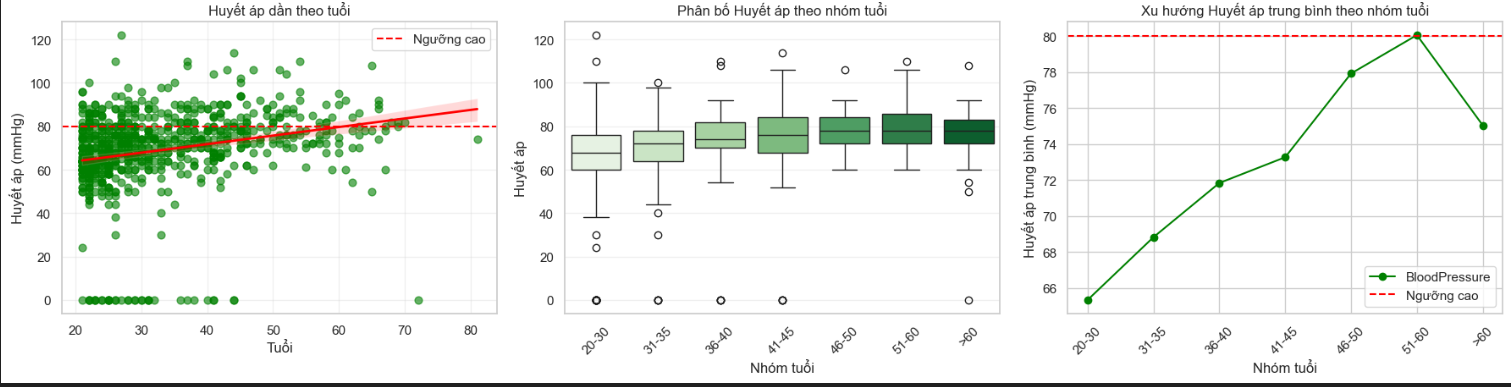 Huyết áp dần theo tuổi
Ngưỡng cao
Huyết áp (mmHg)
120
100
80
60
40
20
0
20 30 40 50 60 70 80
Tuổi
Phân bố Huyết áp theo nhóm tuổi
Huyết áp
120
100
80
60
40
20
0
20-30 31-35 36-40 41-45 46-50 51-60 >60
Nhóm tuổi
Xu hướng Huyết áp trung bình theo nhóm tuổi
Huyết áp trung bình (mmHg)
80
78
76
74
72
70
68
66
BloodPressure
Ngưỡng cao
20-30 31-35 36-40 41-45 46-50 51-60 >60
Nhóm tuổi